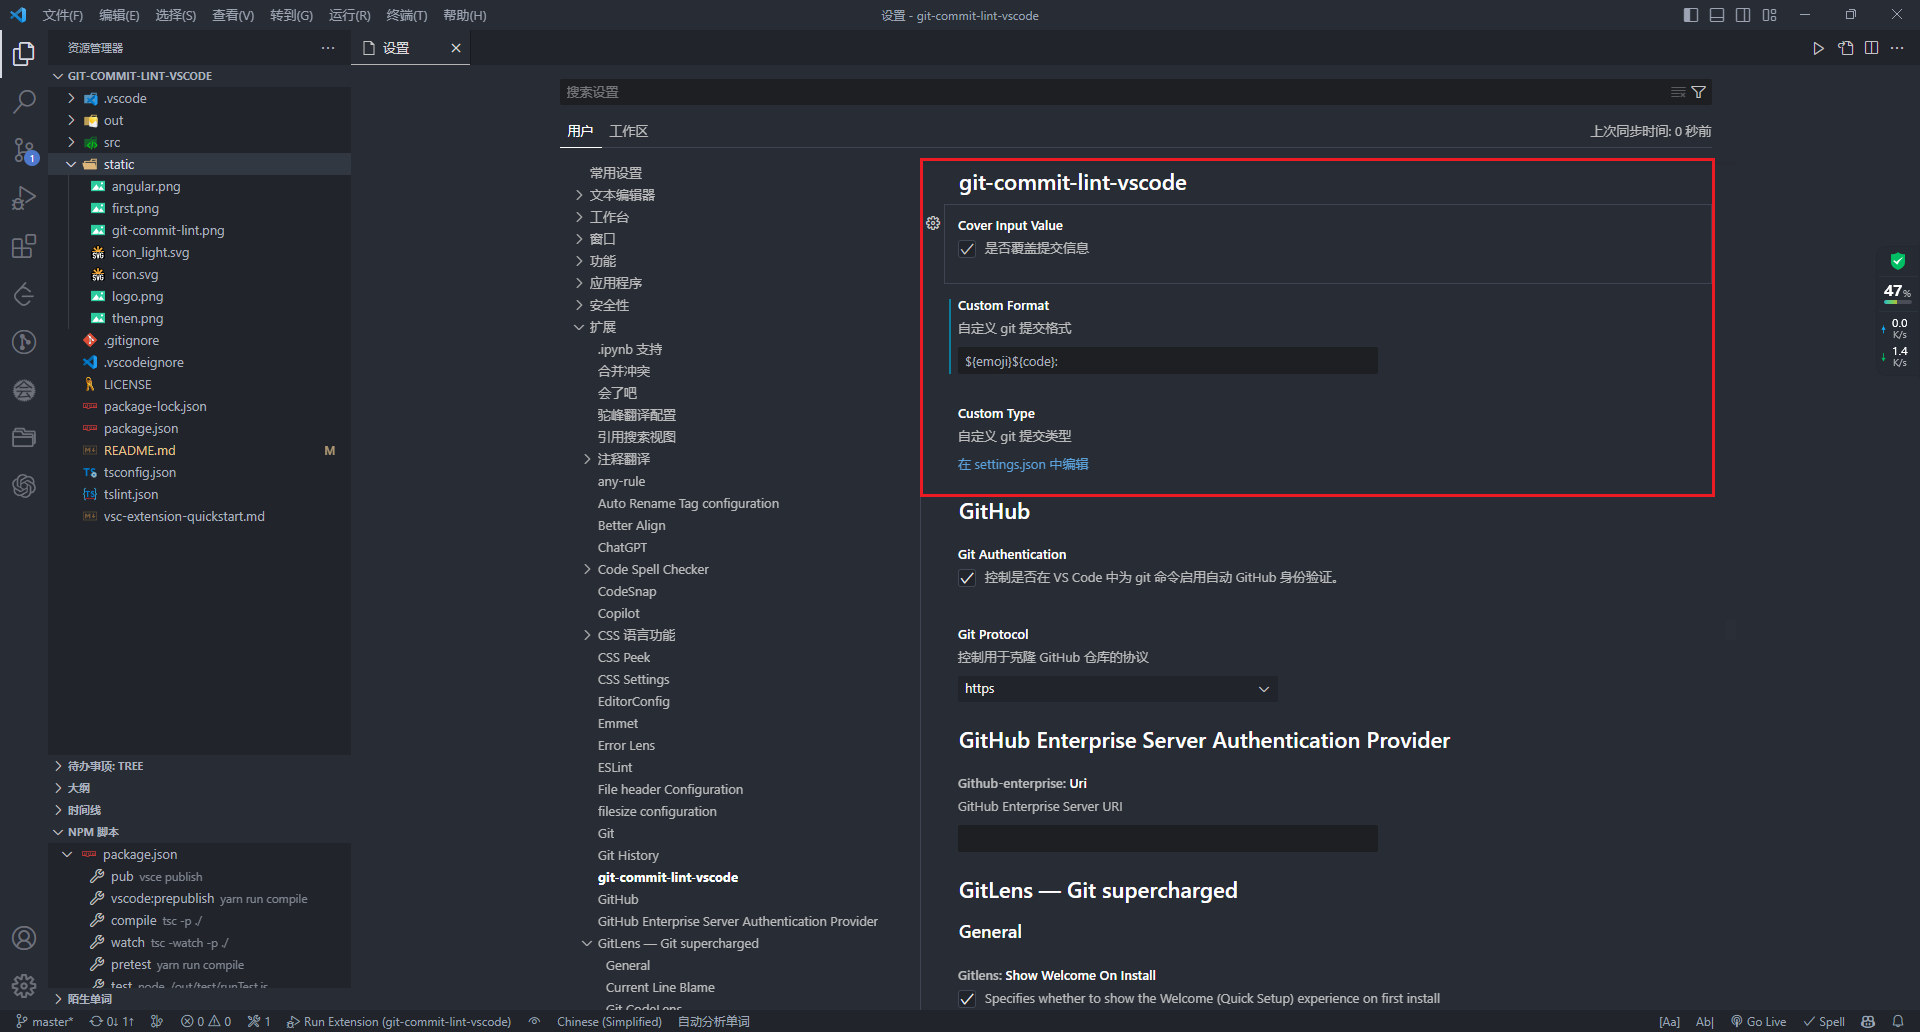 文件(F) 编辑(E) 选择(S) 查看(V) 转到(G) 运行(R) 终端(T) 帮助(H)
设置 - git-commit-lint-vscode
资源管理器
设置
GIT-COMMIT-LINT-VSCODE
.vscode
out
src
static
angular.png
first.png
git-commit-lint.png
icon_light.svg
icon.svg
logo.png
then.png
.gitignore
.vscodeignore
LICENSE
package-lock.json
package.json
README.md M
tsconfig.json
tslint.json
vsc-extension-quickstart.md
待办事项: TREE
大纲
时间线
NPM 脚本
package.json
pub vsce publish
vscode:prepublish yarn run compile
compile tsc -p ./
watch tsc -watch -p ./
pretest yarn run compile
test node ./out/test/runTest.js
陌生单词
1
搜索设置
用户 工作区
上次同步时间: 0 秒前
常用设置
文本编辑器
工作台
窗口
功能
应用程序
安全性
扩展
.ipynb 支持
合并冲突
会了吧
驼峰翻译配置
引用搜索视图
注释翻译
any-rule
Auto Rename Tag configuration
Better Align
ChatGPT
Code Spell Checker
CodeSnap
Copilot
CSS 语言功能
CSS Peek
CSS Settings
EditorConfig
Emmet
Error Lens
ESLint
File header Configuration
filesize configuration
Git
Git History
git-commit-lint-vscode
GitHub
GitHub Enterprise Server Authentication Provider
GitLens — Git supercharged
General
Current Line Blame
Git CodeLens
git-commit-lint-vscode
Cover Input Value
是否覆盖提交信息
Custom Format
自定义 git 提交格式
${emoji}${code}:
Custom Type
自定义 git 提交类型
在 settings.json 中编辑
GitHub
Git Authentication
控制是否在 VS Code 中为 git 命令启用自动 GitHub 身份验证。
Git Protocol
控制用于克隆 GitHub 仓库的协议
https
GitHub Enterprise Server Authentication Provider
Github-enterprise: Uri
GitHub Enterprise Server URI
GitLens — Git supercharged
General
Gitlens: Show Welcome On Install
Specifies whether to show the Welcome (Quick Setup) experience on first install
47%
0.0
K/s
1.4
K/s
master* 0↓ 1↑ 0 0 1 Run Extension (git-commit-lint-vscode) Chinese (Simplified) 自动分析单词
[Aa] Ab| Go Live Spell